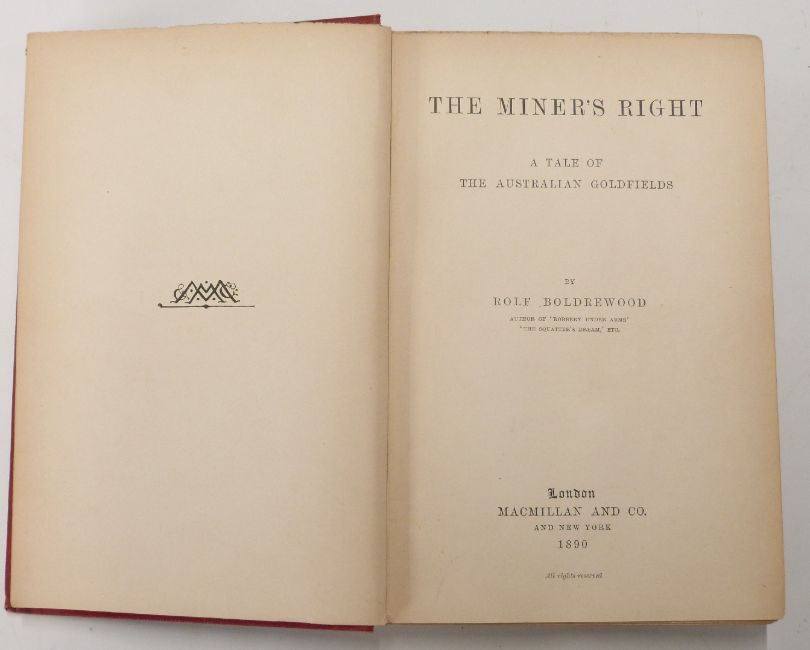 THE MINER'S RIGHT
A TALE OF
THE AUSTRALIAN GOLDFIELDS
BY
ROLF BOLDREWOOD
AUTHOR OF 'ROBBERY UNDER ARMS'
'THE SQUATTER'S DREAM,' ETC.
London
MACMILLAN AND CO.
AND NEW YORK
1890
All rights reserved